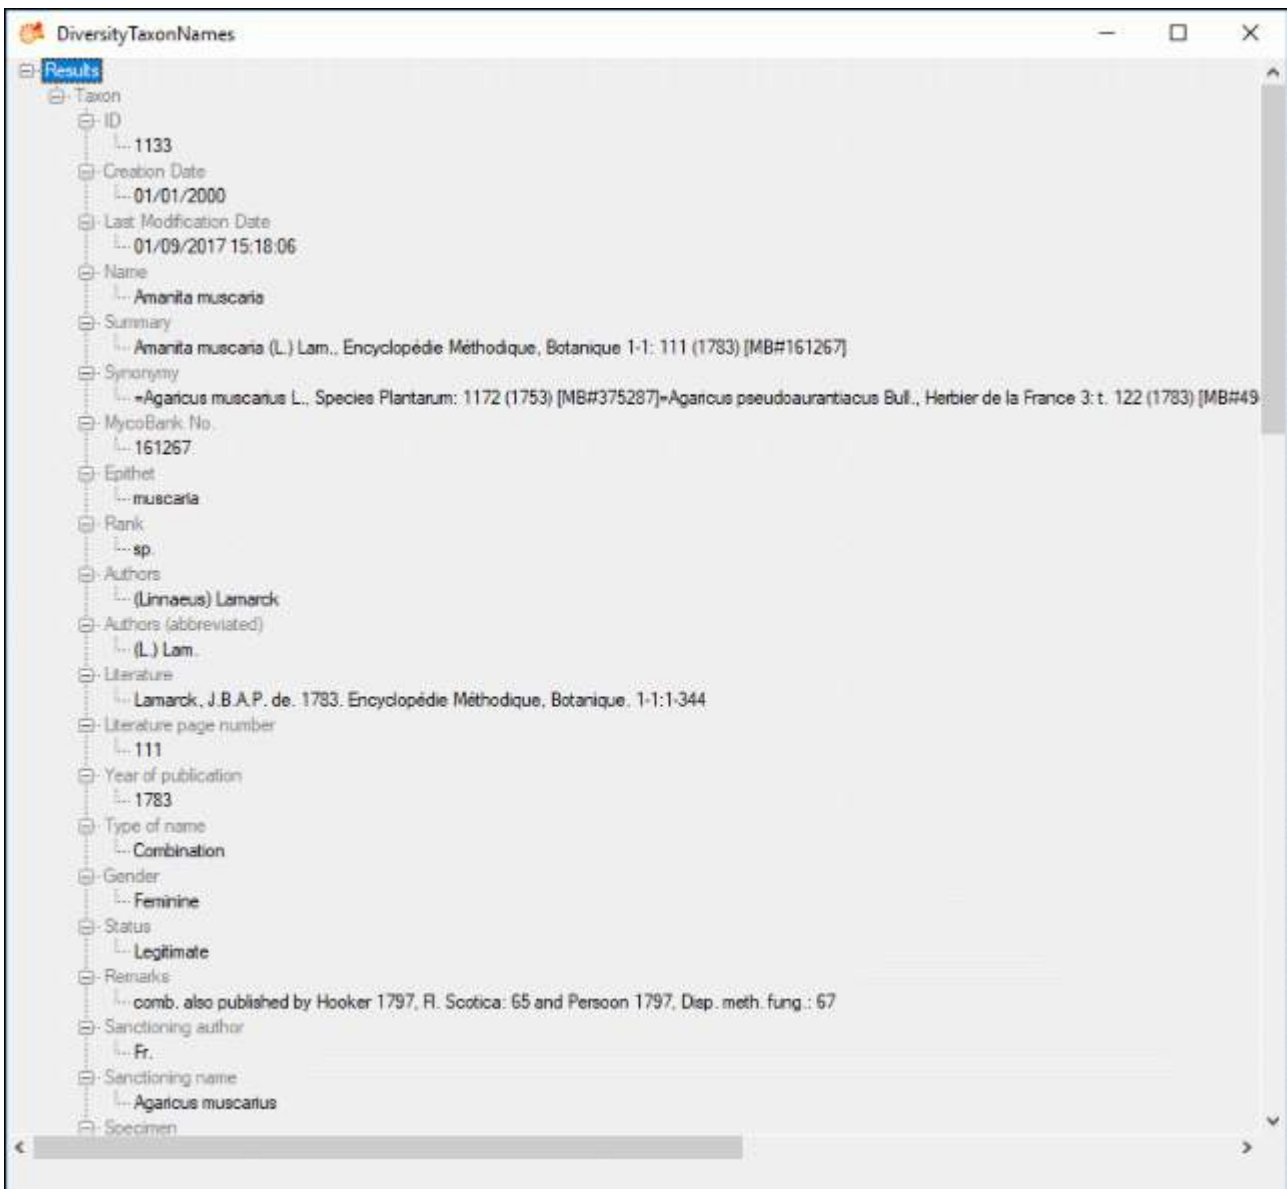 DiversityTaxonNames
Results
Taxon
ID
1133
Creation Date
01/01/2000
Last Modification Date
01/09/2017 15:18:06
Name
Amanita muscaria
Summary
Amanita muscaria (L.) Lam., Encyclopédie Méthodique, Botanique 1-1: 111 (1783) [MB#161267]
Synonymy
=Agaricus muscarius L., Species Plantarum: 1172 (1753) [MB#375287]=Agaricus pseudoaurantiacus Bull., Herbier de la France 3: t. 122 (1783) [MB#49
MycoBank No.
161267
Epithet
muscaria
Rank
sp.
Authors
(Linnaeus) Lamarck
Authors (abbreviated)
(L.) Lam.
Literature
Lamarck, J.B.A.P. de. 1783. Encyclopédie Méthodique, Botanique. 1-1:1-344
Literature page number
111
Year of publication
1783
Type of name
Combination
Gender
Feminine
Status
Legitimate
Remarks
comb. also published by Hooker 1797, Fl. Scotica: 65 and Persoon 1797, Disp. meth. fung.: 67
Sanctioning author
Fr.
Sanctioning name
Agaricus muscarius
Specimen